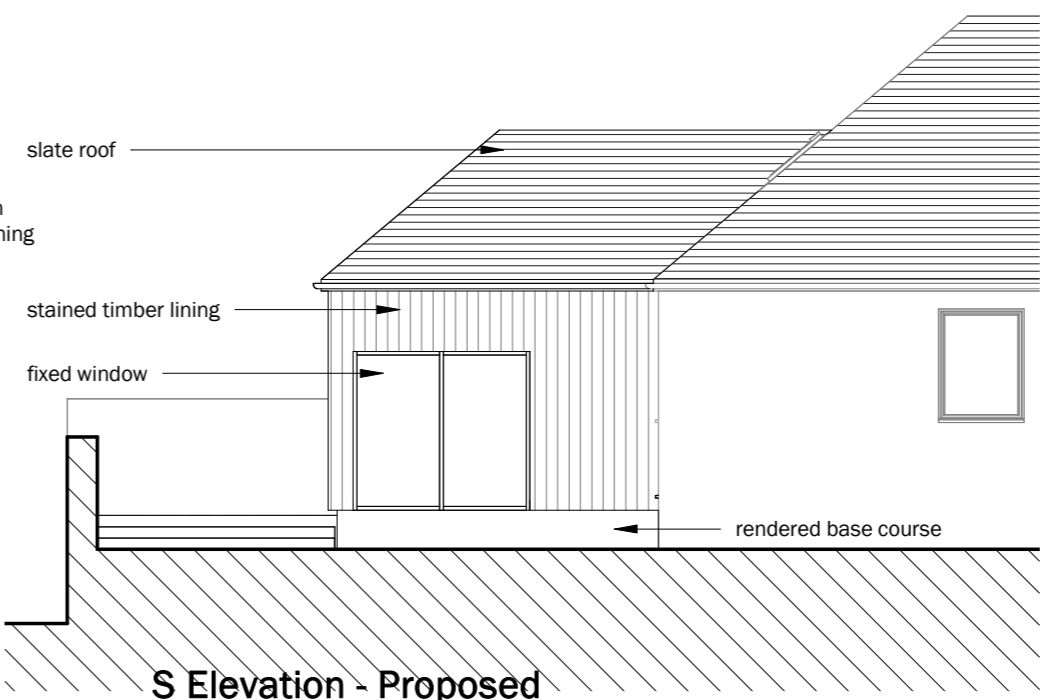 slate roof
stained timber lining
fixed window
rendered base course
S Elevation - Proposed